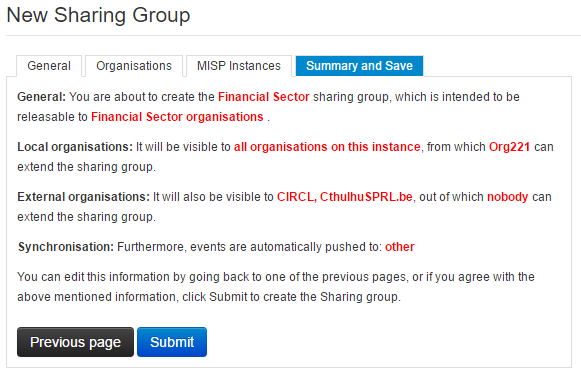 New Sharing Group
General Organisations MISP Instances Summary and Save
General: You are about to create the Financial Sector sharing group, which is intended to be
releasable to Financial Sector organisations .
Local organisations: It will be visible to all organisations on this instance, from which Org221 can
extend the sharing group.
External organisations: It will also be visible to CIRCL, CthulhuSPRL.be, out of which nobody can
extend the sharing group.
Synchronisation: Furthermore, events are automatically pushed to: other
You can edit this information by going back to one of the previous pages, or if you agree with the
above mentioned information, click Submit to create the Sharing group.
Previous page Submit